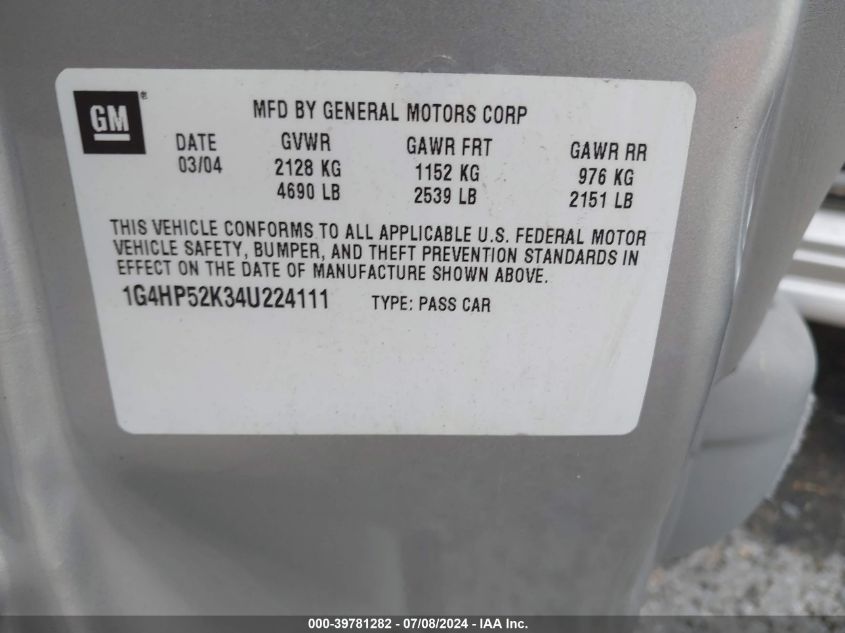 GM®
MFD BY GENERAL MOTORS CORP
DATE GVWR GAWR FRT GAWR RR
03/04 2128 KG 1152 KG 976 KG
4690 LB 2539 LB 2151 LB
THIS VEHICLE CONFORMS TO ALL APPLICABLE U.S. FEDERAL MOTOR
VEHICLE SAFETY, BUMPER, AND THEFT PREVENTION STANDARDS IN
EFFECT ON THE DATE OF MANUFACTURE SHOWN ABOVE.
1G4HP52K34U224111 TYPE: PASS CAR
000-39781282 - 07/08/2024 - IAA Inc.